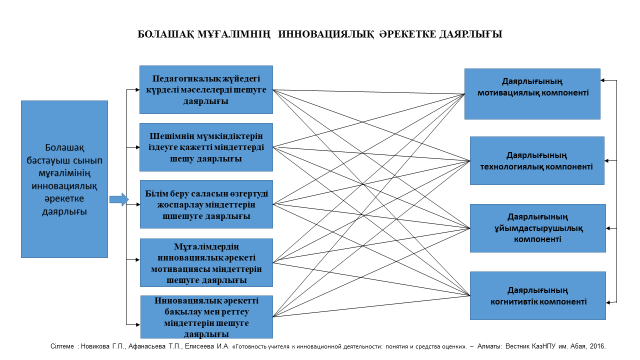 БОЛАШАҚ МҰҒАЛІМНІҢ ИННОВАЦИЯЛЫҚ ӘРЕКЕТКЕ ДАЯРЛЫҒЫ
Болашақ
бастауыш сынып
мұғалімінің
инновациялық
әрекетке
даярлығы
Педагогикалық жүйедегі
күрделі мәселелерді шешуге
даярлығы
Шешімнің мүмкіндіктерін
іздеуге қажетті міндеттерді
шешу даярлығы
Білім беру саласын өзгертуді
жоспарлау міндеттерін
шшешуге даярлығы
Мұғалімдердің
инновациялық әрекеті
мотивациясы міндеттерін
шешуге даярлығы
Инновациялық әрекетті
бақылау мен реттеу
міндеттерін шешуге
даярлығы
Даярлығының
мотивациялық компоненті
Даярлығының
технологиялық компоненті
Даярлығының
ұйымдастырушылық
компоненті
Даярлығының
когнитивтік компоненті
Сілтеме : Новикова Г.П., Афанасьева Т.П., Елисеева И.А. «Готовность учителя к инновационной деятельности: понятия и средства оценки». – Алматы: Вестник КазНПУ им. Абая, 2016.